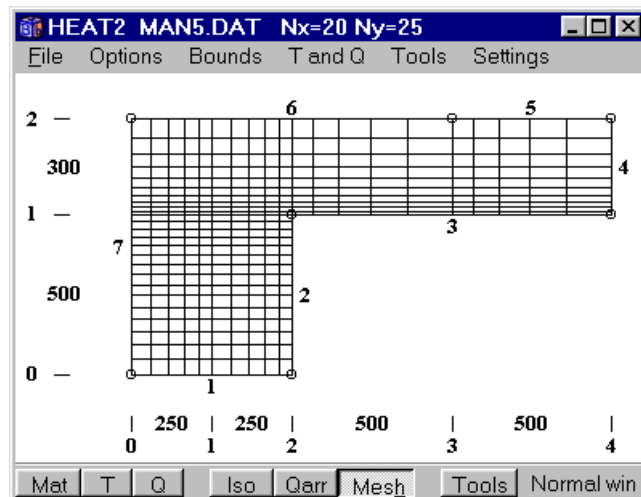 HEAT2 MAN5.DAT Nx=20 Ny=25
File Options Bounds T and Q Tools Settings
6 5
2 —
300 4
1 —
3
7
500 2
0 —
1
| 250 | 250 | 500 | 500 |
0 1 2 3 4
Mat T Q Iso Qarr Mesh Tools Normal win